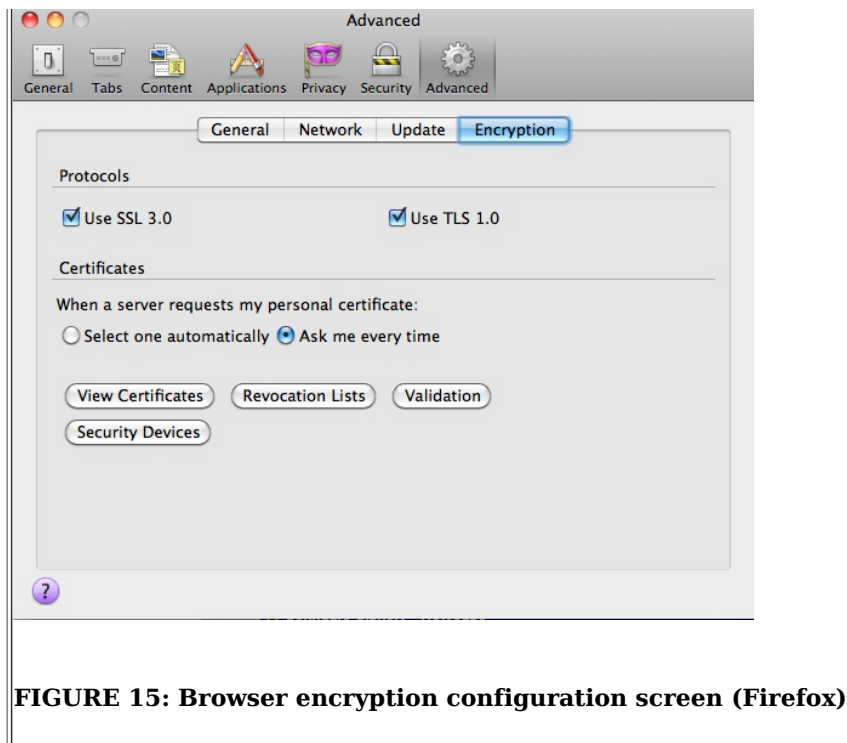 Advanced
General Tabs Content Applications Privacy Security Advanced
General Network Update Encryption
Protocols
Use SSL 3.0 Use TLS 1.0
Certificates
When a server requests my personal certificate:
Select one automatically Ask me every time
View Certificates Revocation Lists Validation
Security Devices
?
FIGURE 15: Browser encryption configuration screen (Firefox)